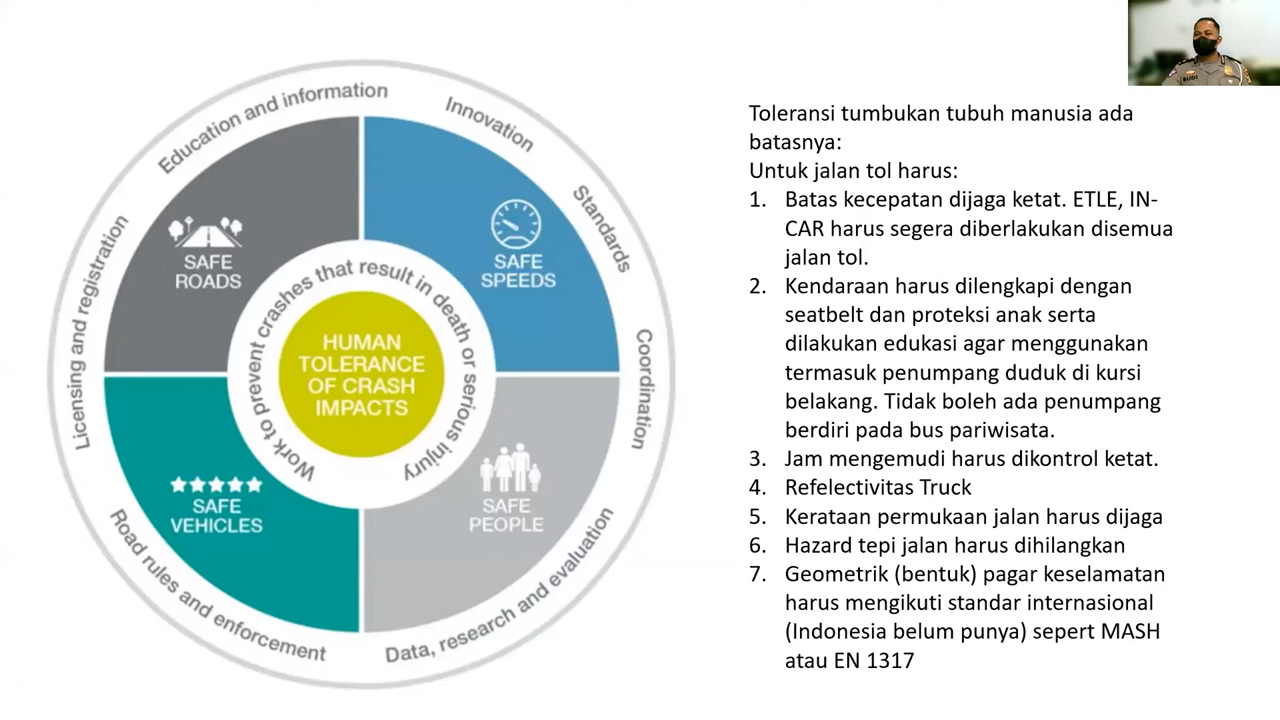 Education and information
Innovation
Standards
Coordination
Data, research and evaluation
Road rules and enforcement
Licensing and registration
SAFE
ROADS
SAFE
SPEEDS
SAFE
VEHICLES
SAFE
PEOPLE
Work to prevent crashes that result in death or serious injury
HUMAN
TOLERANCE
OF CRASH
IMPACTS
Toleransi tumbukan tubuh manusia ada
batasnya:
Untuk jalan tol harus:
1. Batas kecepatan dijaga ketat. ETLE, IN-
CAR harus segera diberlakukan disemua
jalan tol.
2. Kendaraan harus dilengkapi dengan
seatbelt dan proteksi anak serta
dilakukan edukasi agar menggunakan
termasuk penumpang duduk di kursi
belakang. Tidak boleh ada penumpang
berdiri pada bus pariwisata.
3. Jam mengemudi harus dikontrol ketat.
4. Refelectivitas Truck
5. Kerataan permukaan jalan harus dijaga
6. Hazard tepi jalan harus dihilangkan
7. Geometrik (bentuk) pagar keselamatan
harus mengikuti standar internasional
(Indonesia belum punya) sepert MASH
atau EN 1317
BUDI